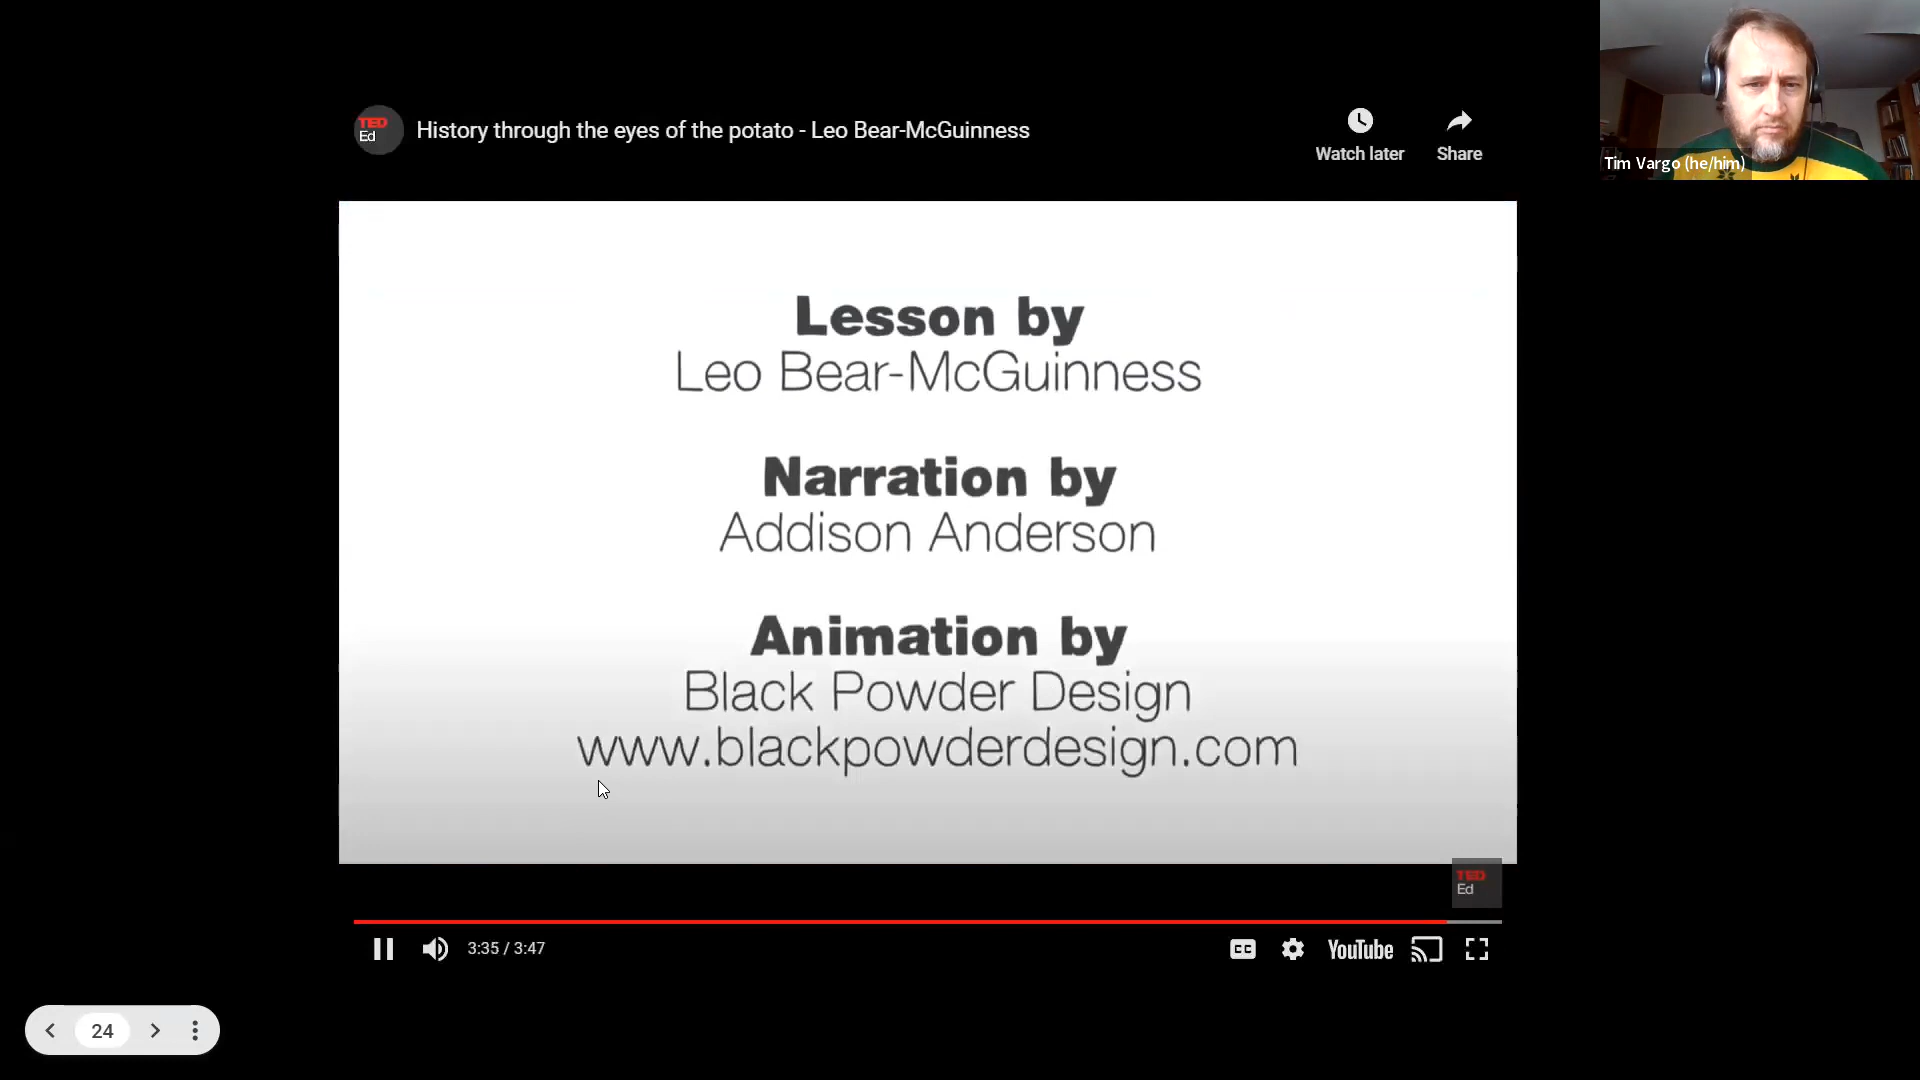 TED
Ed
History through the eyes of the potato - Leo Bear-McGuinness
Watch later
Share
Tim Vargo (he/him)
Lesson by
Leo Bear-McGuinness
Narration by
Addison Anderson
Animation by
Black Powder Design
www.blackpowderdesign.com
TED
Ed
3:35 / 3:47
CC
YouTube
24